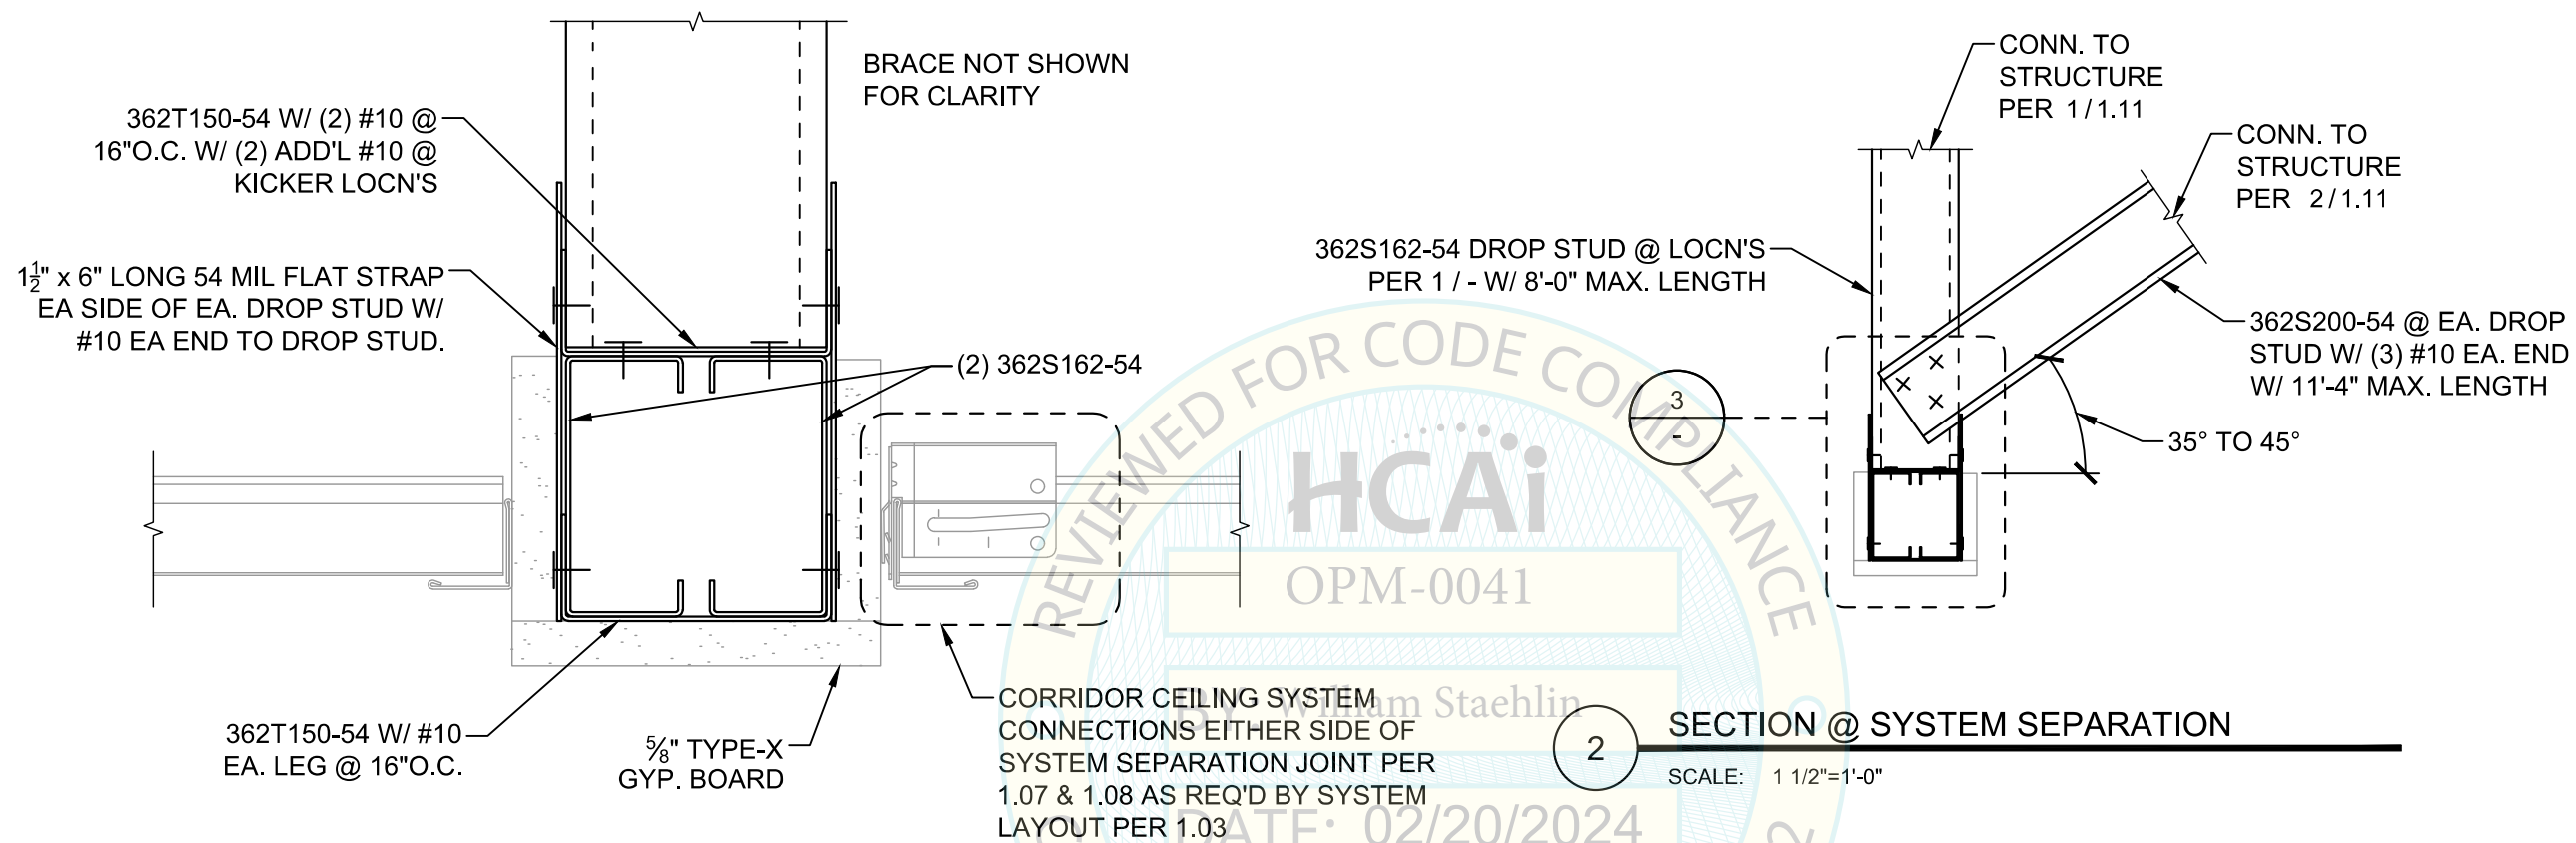 BRACE NOT SHOWN
FOR CLARITY
362T150-54 W/ (2) #10 @
16"O.C. W/ (2) ADD'L #10 @
KICKER LOCN'S
1½" x 6" LONG 54 MIL FLAT STRAP
EA SIDE OF EA. DROP STUD W/
#10 EA END TO DROP STUD.
(2) 362S162-54
362T150-54 W/ #10
EA. LEG @ 16"O.C.
⅝" TYPE-X
GYP. BOARD
CORRIDOR CEILING SYSTEM
CONNECTIONS EITHER SIDE OF
SYSTEM SEPARATION JOINT PER
1.07 & 1.08 AS REQ'D BY SYSTEM
LAYOUT PER 1.03
CONN. TO
STRUCTURE
PER 1/1.11
CONN. TO
STRUCTURE
PER 2/1.11
362S162-54 DROP STUD @ LOCN'S
PER 1 / - W/ 8'-0" MAX. LENGTH
362S200-54 @ EA. DROP
STUD W/ (3) #10 EA. END
W/ 11'-4" MAX. LENGTH
35° TO 45°
3
-
2
SECTION @ SYSTEM SEPARATION
SCALE: 1 1/2"=1'-0"
REVIEWED FOR CODE COMPLIANCE
HCAi
OPM-0041
BY: William Staehlin
DATE: 02/20/2024